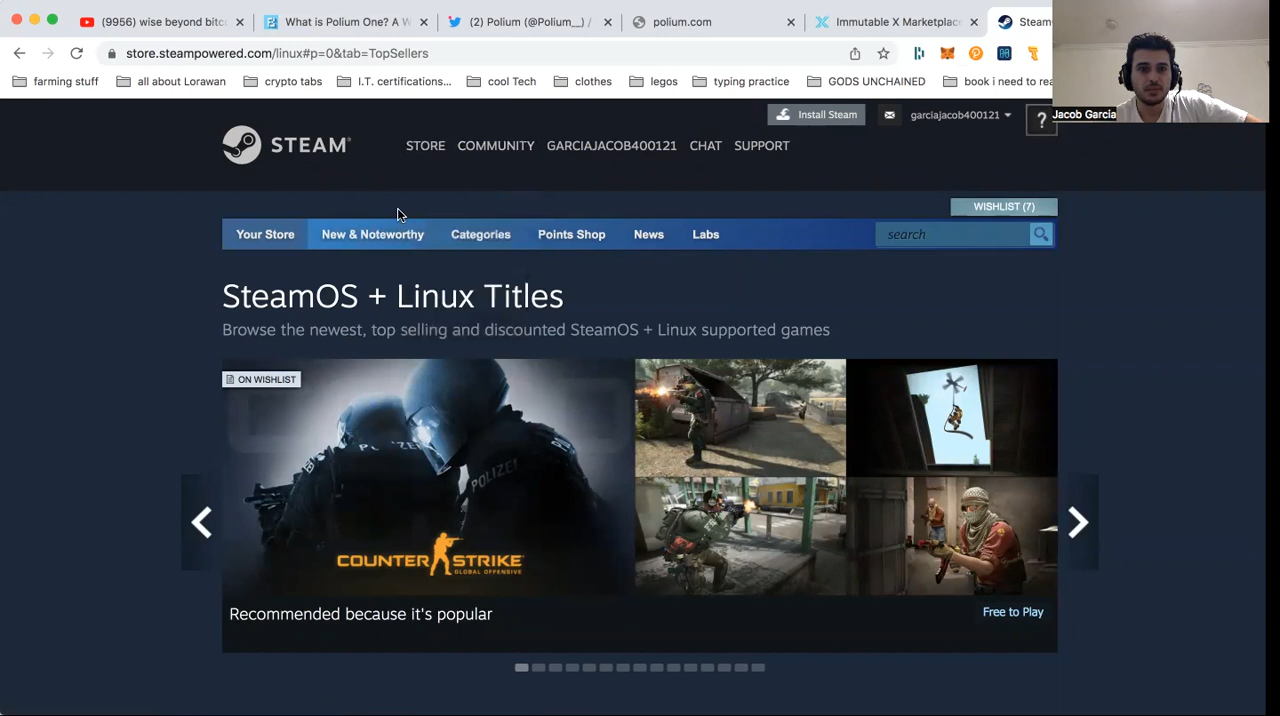 (9956) wise beyond bitc
What is Polium One? A W
(2) Polium (@Polium__) /
polium.com
Immutable X Marketplace
Steam
store.steampowered.com/linux#p=0&tab=TopSellers
farming stuff
all about Lorawan
crypto tabs
I.T. certifications...
cool Tech
clothes
legos
typing practice
GODS UNCHAINED
book i need to rea
Jacob Garcia
Install Steam
garciajacob400121
?
STEAM®
STORE
COMMUNITY
GARCIAJACOB400121
CHAT
SUPPORT
WISHLIST (7)
Your Store
New & Noteworthy
Categories
Points Shop
News
Labs
search
SteamOS + Linux Titles
Browse the newest, top selling and discounted SteamOS + Linux supported games
ON WISHLIST
POLIZEI
COUNTER STRIKE
GLOBAL OFFENSIVE
Recommended because it's popular
Free to Play